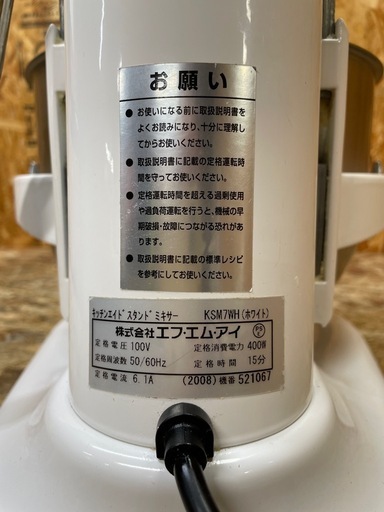 お願い
● お使いになる前に取扱説明書を
よくお読みになり、十分に理解し
てからお使いください。
● 取扱説明書に記載の定格運転時
間を守ってお使いください。
● 定格運転時間を超える過剰使用
や過負荷運転を行うと、機械の早
期破損・故障につながる恐れが
あります。
● 取扱説明書に記載の標準レシピ
を参考にしてお使いください。
キッチンエイド スタンド ミキサー KSM7WH(ホワイト)
株式会社エフ・エム・アイ PSE
定格電圧 100V 定格消費電力 400W
定格周波数 50/60Hz 定格時間 15分
定格電流 6.1A (2008) 機番 521067